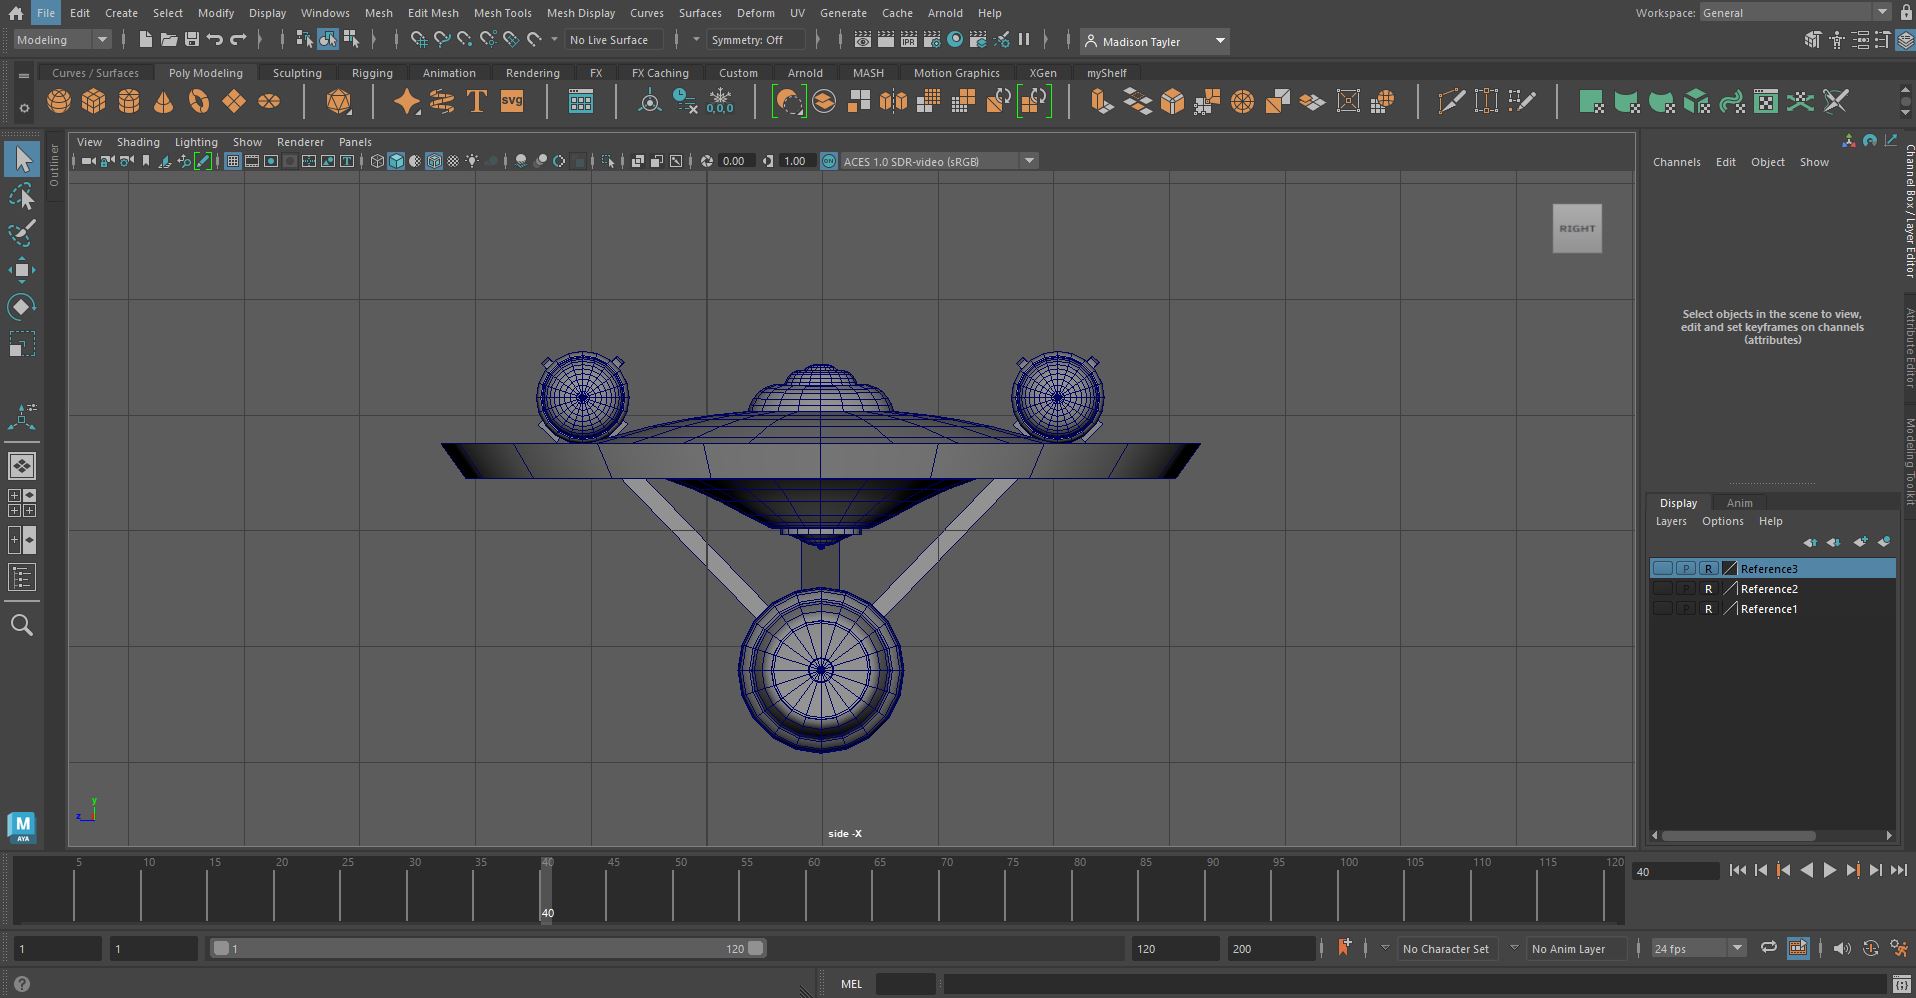 File Edit Create Select Modify Display Windows Mesh Edit Mesh Mesh Tools Mesh Display Curves Surfaces Deform UV Generate Cache Arnold Help Workspace: General
Modeling No Live Surface Symmetry: Off IPR Madison Tayler
Curves / Surfaces Poly Modeling Sculpting Rigging Animation Rendering FX FX Caching Custom Arnold MASH Motion Graphics XGen myShelf
T SVG 0,0,0
View Shading Lighting Show Renderer Panels
0.00 1.00 ON ACES 1.0 SDR-video (sRGB)
Outliner
RIGHT
y
z
side -X
M
AYA
Channels Edit Object Show
Select objects in the scene to view,
edit and set keyframes on channels
(attributes)
Channel Box / Layer Editor
Attribute Editor
Modeling Toolkit
Display Anim
Layers Options Help
P R Reference3
P R Reference2
P R Reference1
5 10 15 20 25 30 35 40 45 50 55 60 65 70 75 80 85 90 95 100 105 110 115 120
40
40
1 1 1 120 120 200 No Character Set No Anim Layer 24 fps
? MEL